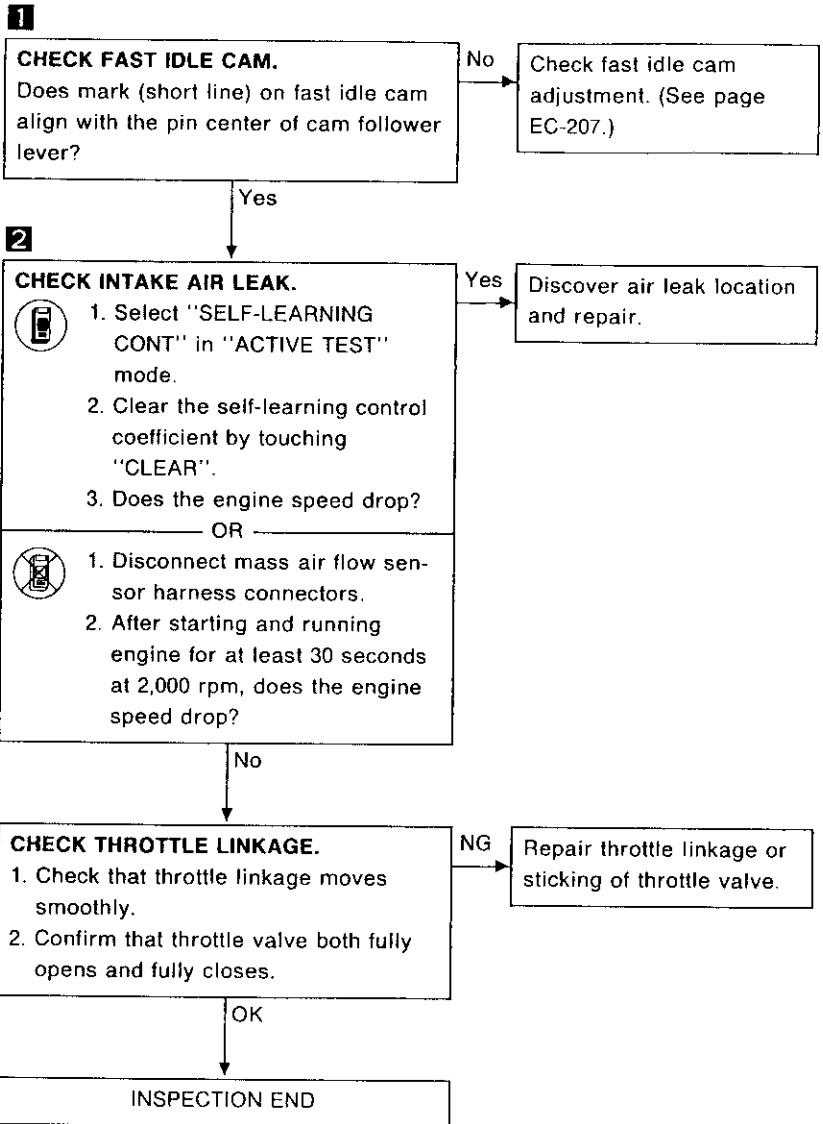 1
CHECK FAST IDLE CAM.
Does mark (short line) on fast idle cam
align with the pin center of cam follower
lever?
No
Check fast idle cam
adjustment. (See page
EC-207.)
Yes
2
CHECK INTAKE AIR LEAK.
1. Select "SELF-LEARNING
CONT" in "ACTIVE TEST"
mode.
2. Clear the self-learning control
coefficient by touching
"CLEAR".
3. Does the engine speed drop?
Yes
Discover air leak location
and repair.
OR
1. Disconnect mass air flow sen-
sor harness connectors.
2. After starting and running
engine for at least 30 seconds
at 2,000 rpm, does the engine
speed drop?
No
CHECK THROTTLE LINKAGE.
1. Check that throttle linkage moves
smoothly.
2. Confirm that throttle valve both fully
opens and fully closes.
NG
Repair throttle linkage or
sticking of throttle valve.
OK
INSPECTION END